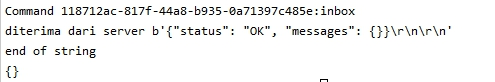 Command 118712ac-817f-44a8-b935-0a71397c485e:inbox
diterima dari server b'{"status": "OK", "messages": {}}\r\n\r\n'
end of string
{}